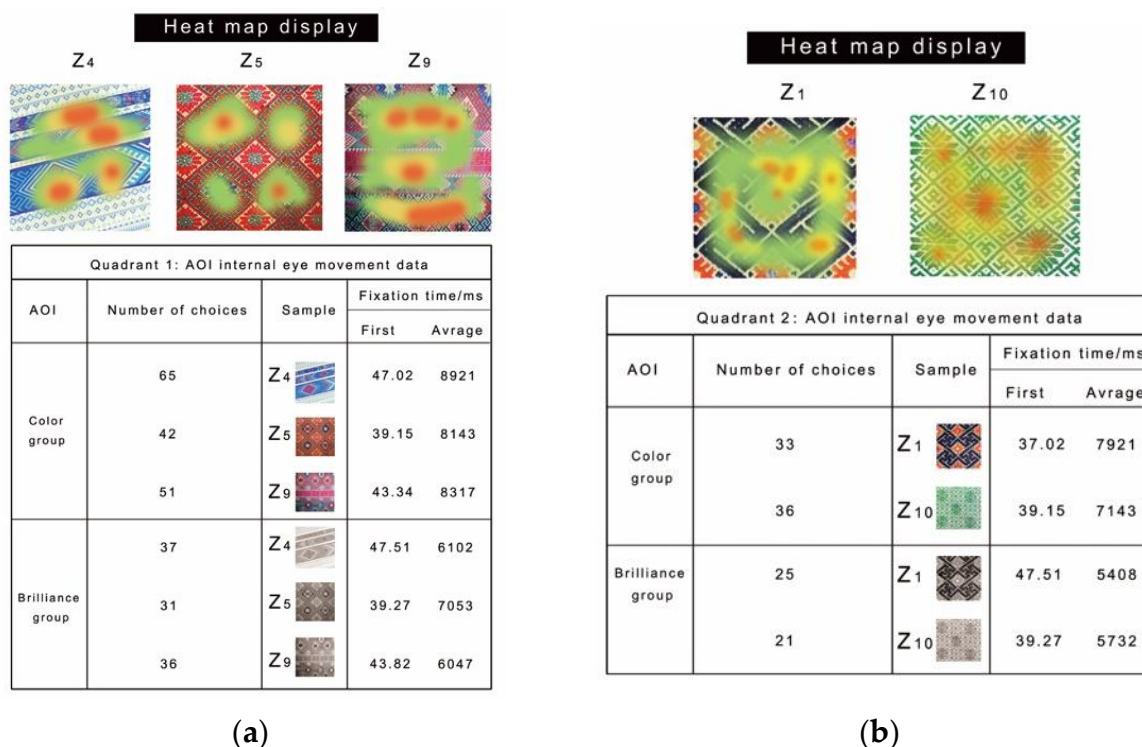 Heat map display
Z4 Z5 Z9
Quadrant 1: AOI internal eye movement data
AOI Number of choices Sample Fixation time/ms
First Avrage
Color group
65 Z4 47.02 8921
42 Z5 39.15 8143
51 Z9 43.34 8317
Brilliance group
37 Z4 47.51 6102
31 Z5 39.27 7053
36 Z9 43.82 6047
(a)
Heat map display
Z1 Z10
Quadrant 2: AOI internal eye movement data
AOI Number of choices Sample Fixation time/ms
First Avrage
Color group
33 Z1 37.02 7921
36 Z10 39.15 7143
Brilliance group
25 Z1 47.51 5408
21 Z10 39.27 5732
(b)